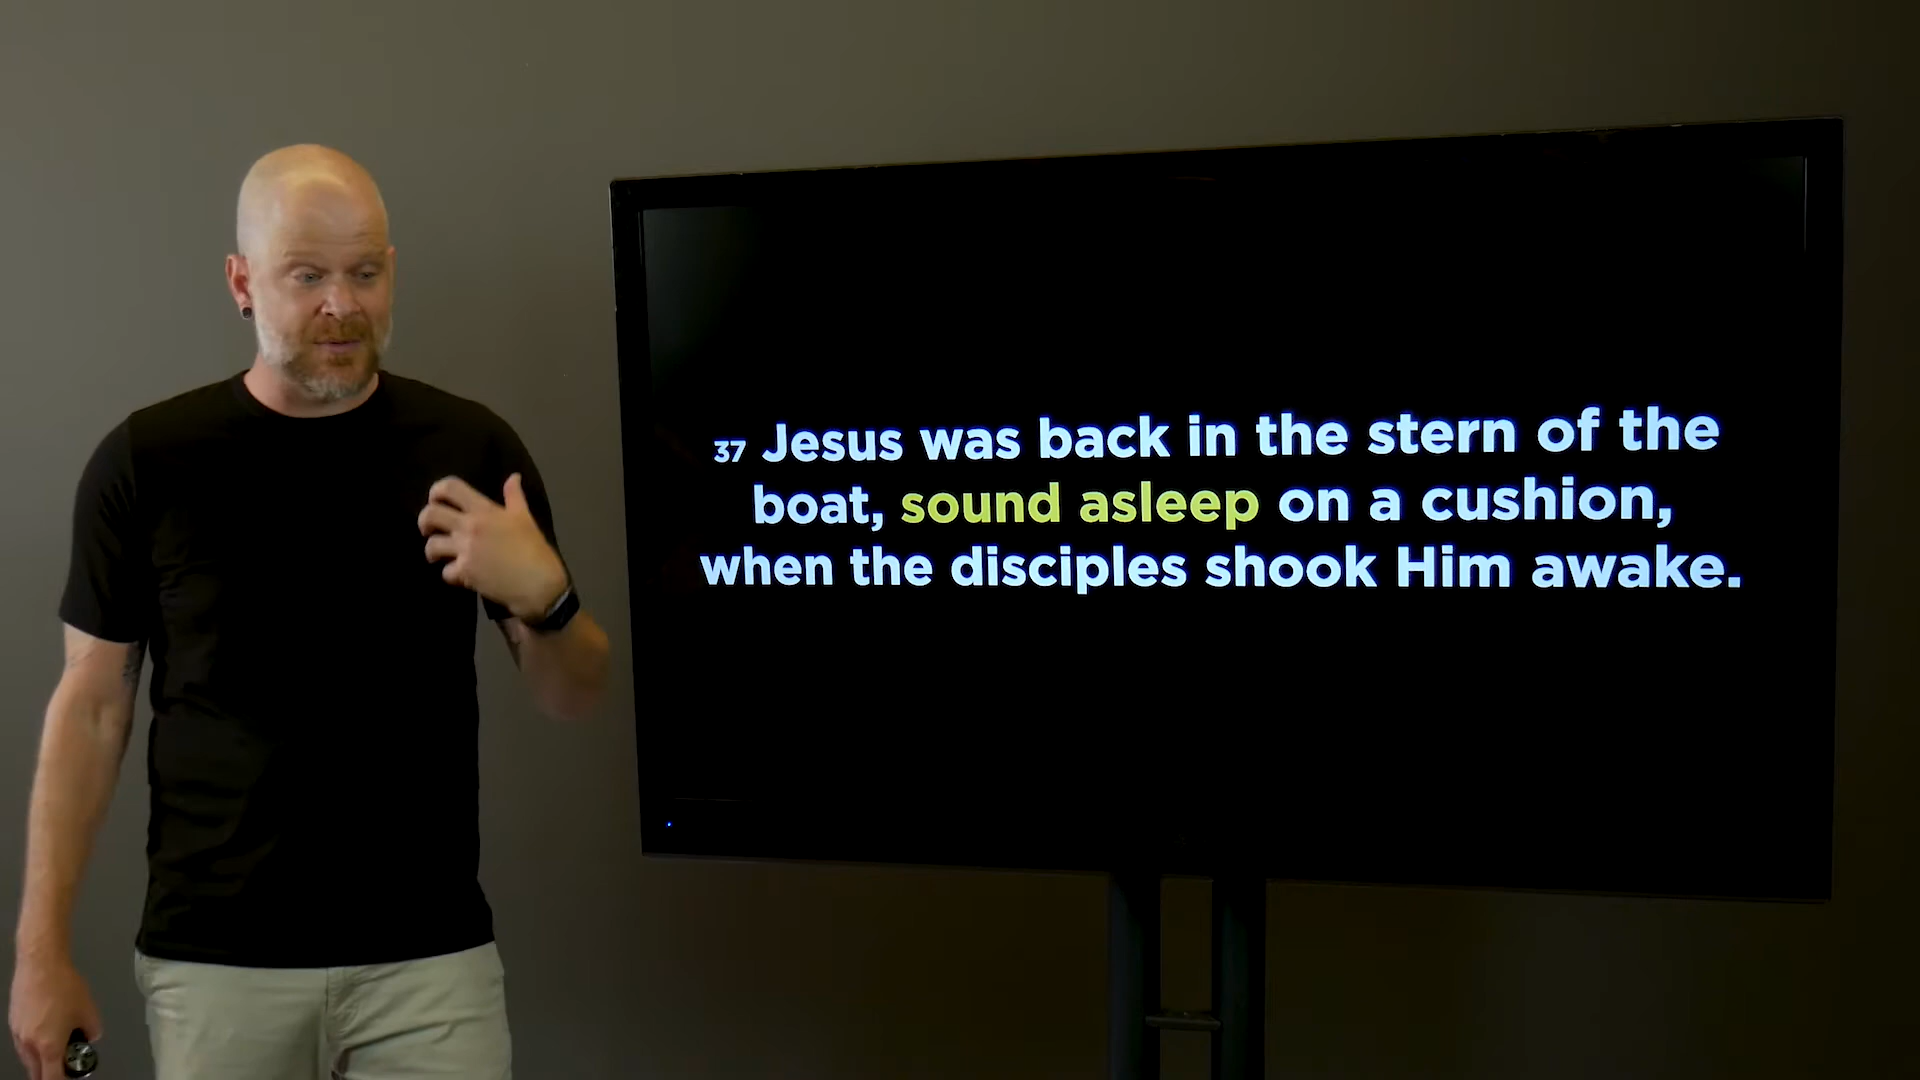 37 Jesus was back in the stern of the
boat, sound asleep on a cushion,
when the disciples shook Him awake.